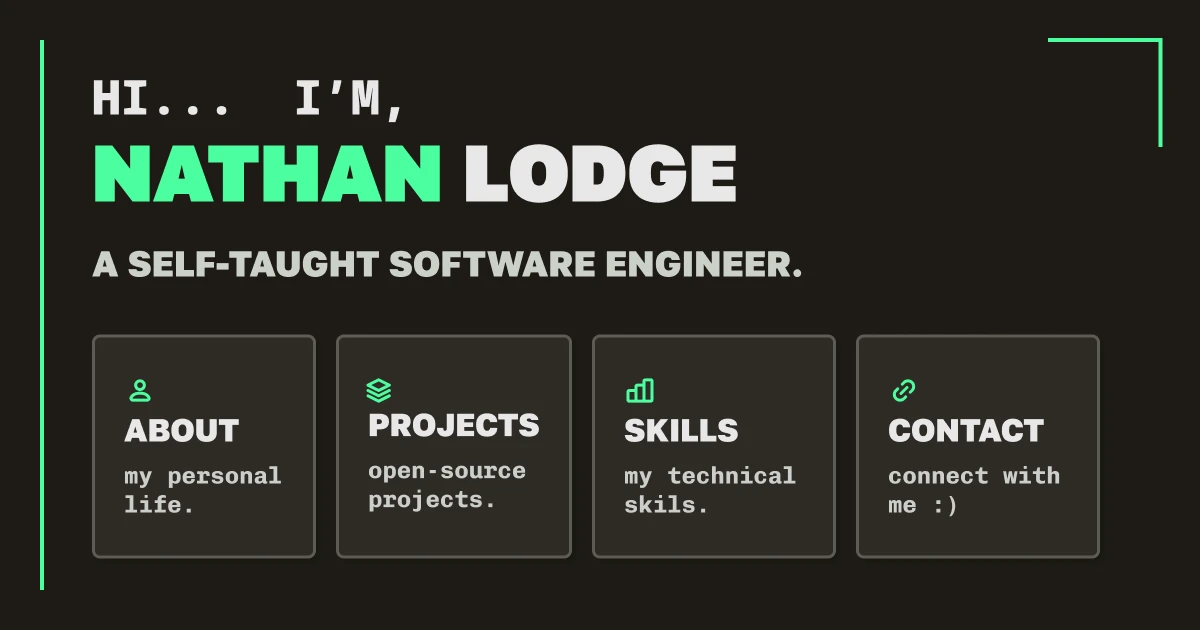 HI... I’M,
NATHAN LODGE
A SELF-TAUGHT SOFTWARE ENGINEER.
ABOUT
my personal
life.
PROJECTS
open-source
projects.
SKILLS
my technical
skils.
CONTACT
connect with
me :)